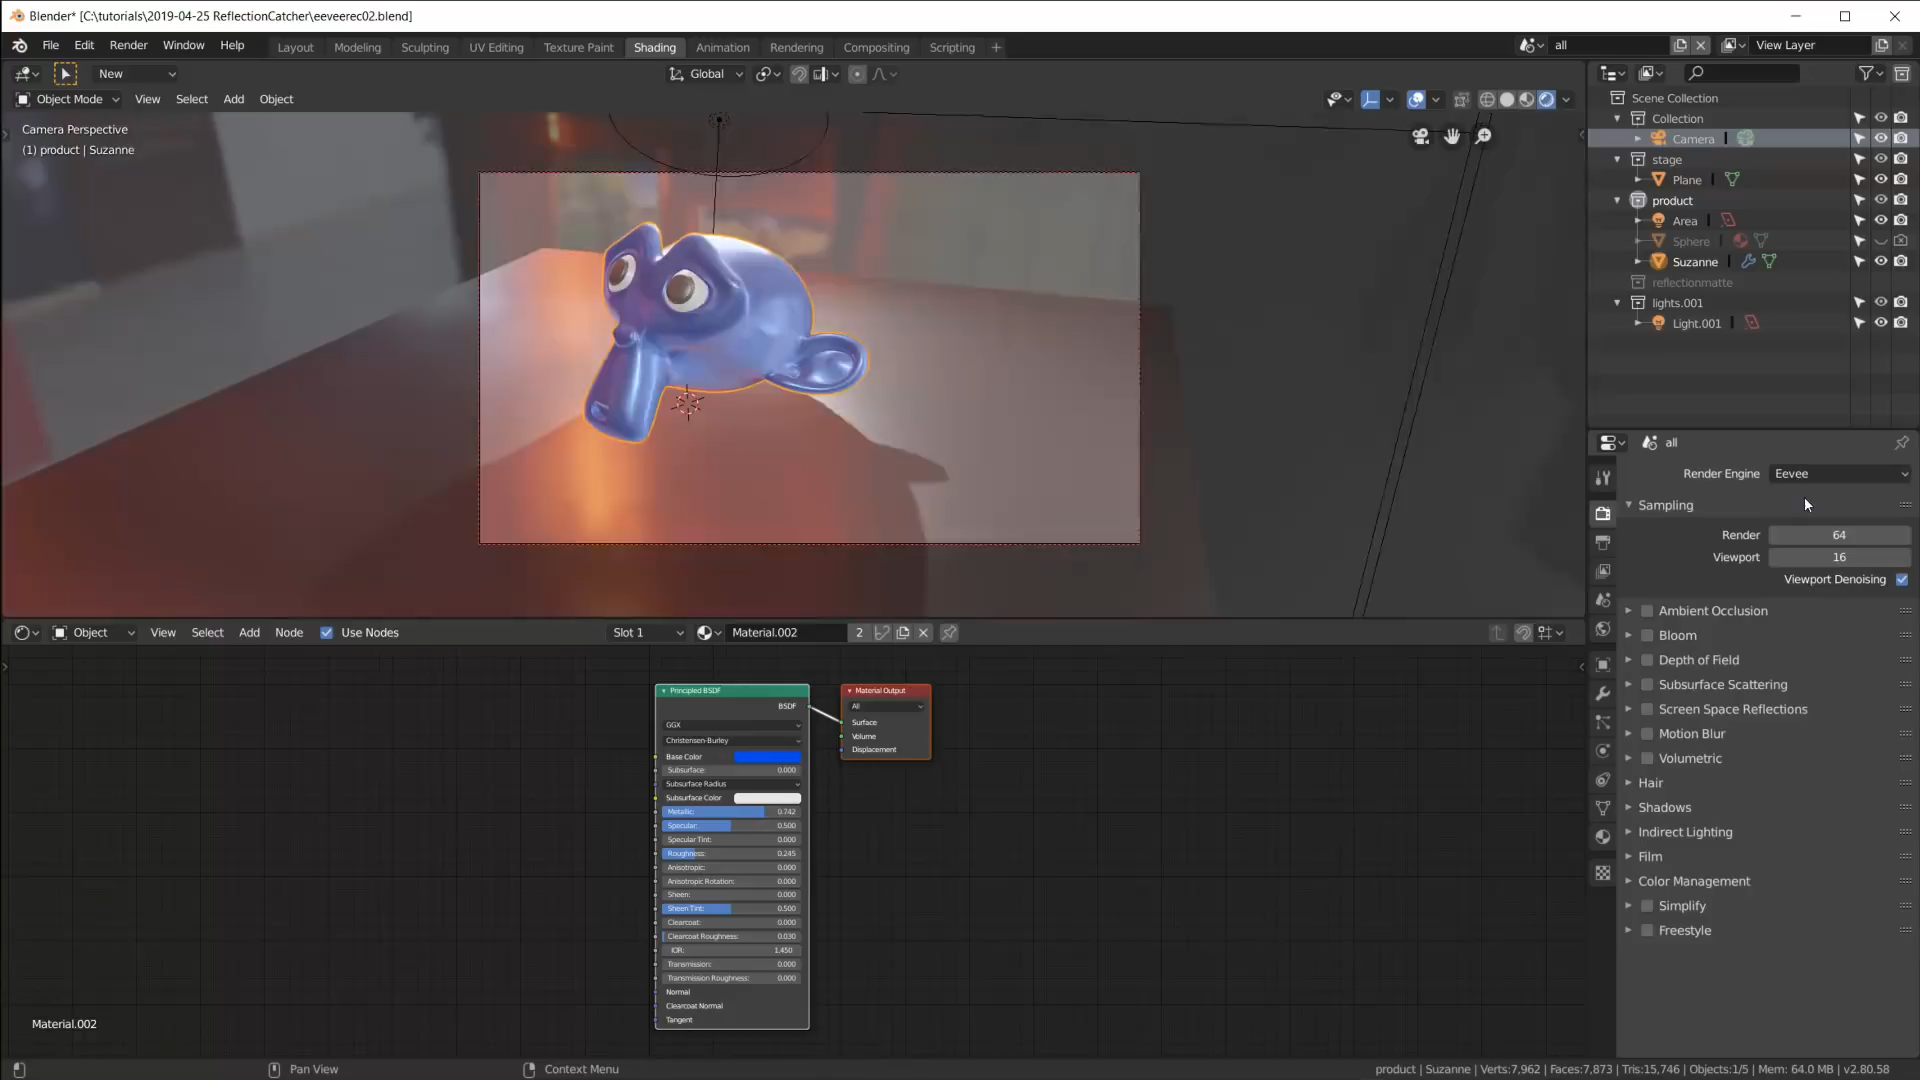 Blender* [C:\tutorials\2019-04-25 ReflectionCatcher\eeveerec02.blend]
File Edit Render Window Help Layout Modeling Sculpting UV Editing Texture Paint Shading Animation Rendering Compositing Scripting + all View Layer
New Global
Object Mode View Select Add Object
Camera Perspective
(1) product | Suzanne
Scene Collection
Collection
Camera
stage
Plane
product
Area
Sphere
Suzanne
reflectionmatte
lights.001
Light.001
all
Render Engine Eevee
Sampling
Render 64
Viewport 16
Viewport Denoising
Ambient Occlusion
Bloom
Depth of Field
Subsurface Scattering
Screen Space Reflections
Motion Blur
Volumetric
Hair
Shadows
Indirect Lighting
Film
Color Management
Simplify
Freestyle
Object View Select Add Node Use Nodes Slot 1 Material.002 2
Principled BSDF
BSDF
GGX
Christensen-Burley
Base Color
Subsurface: 0.000
Subsurface Radius
Subsurface Color
Metallic: 0.742
Specular: 0.500
Specular Tint: 0.000
Roughness: 0.245
Anisotropic: 0.000
Anisotropic Rotation: 0.000
Sheen: 0.000
Sheen Tint: 0.500
Clearcoat: 0.000
Clearcoat Roughness: 0.030
IOR: 1.450
Transmission: 0.000
Transmission Roughness: 0.000
Normal
Clearcoat Normal
Tangent
Material Output
All
Surface
Volume
Displacement
Material.002
Pan View Context Menu product | Suzanne | Verts:7,962 | Faces:7,873 | Tris:15,746 | Objects:1/5 | Mem: 64.0 MB | v2.80.58